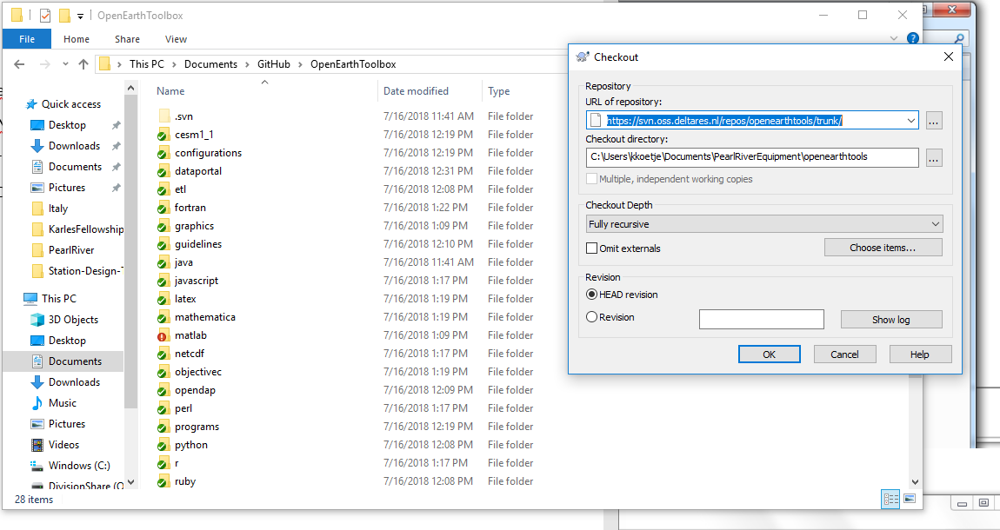 OpenEarthToolbox
File Home Share View
This PC Documents GitHub OpenEarthToolbox
Quick access
Desktop
Downloads
Documents
Pictures
Italy
KarlesFellowship
PearlRiver
Station-Design-T
This PC
3D Objects
Desktop
Documents
Downloads
Music
Pictures
Videos
Windows (C:)
DivisionShare (O
28 items
Name Date modified Type
.svn 7/16/2018 11:41 AM File folder
cesm1_1 7/16/2018 12:19 PM File folder
configurations 7/16/2018 12:19 PM File folder
dataportal 7/16/2018 12:31 PM File folder
etl 7/16/2018 12:08 PM File folder
fortran 7/16/2018 1:22 PM File folder
graphics 7/16/2018 1:09 PM File folder
guidelines 7/16/2018 12:10 PM File folder
java 7/16/2018 11:41 AM File folder
javascript 7/16/2018 1:17 PM File folder
latex 7/16/2018 1:19 PM File folder
mathematica 7/16/2018 1:19 PM File folder
matlab 7/16/2018 1:09 PM File folder
netcdf 7/16/2018 1:17 PM File folder
objectivec 7/16/2018 1:19 PM File folder
opendap 7/16/2018 12:09 PM File folder
perl 7/16/2018 1:17 PM File folder
programs 7/16/2018 12:19 PM File folder
python 7/16/2018 12:08 PM File folder
r 7/16/2018 1:17 PM File folder
ruby 7/16/2018 12:08 PM File folder
Checkout
Repository
URL of repository:
https://svn.oss.deltares.nl/repos/openearthtools/trunk/
...
Checkout directory:
C:\Users\kkoetje\Documents\PearlRiverEquipment\openearthtools
...
Multiple, independent working copies
Checkout Depth
Fully recursive
Omit externals
Choose items...
Revision
HEAD revision
Revision
Show log
OK Cancel Help